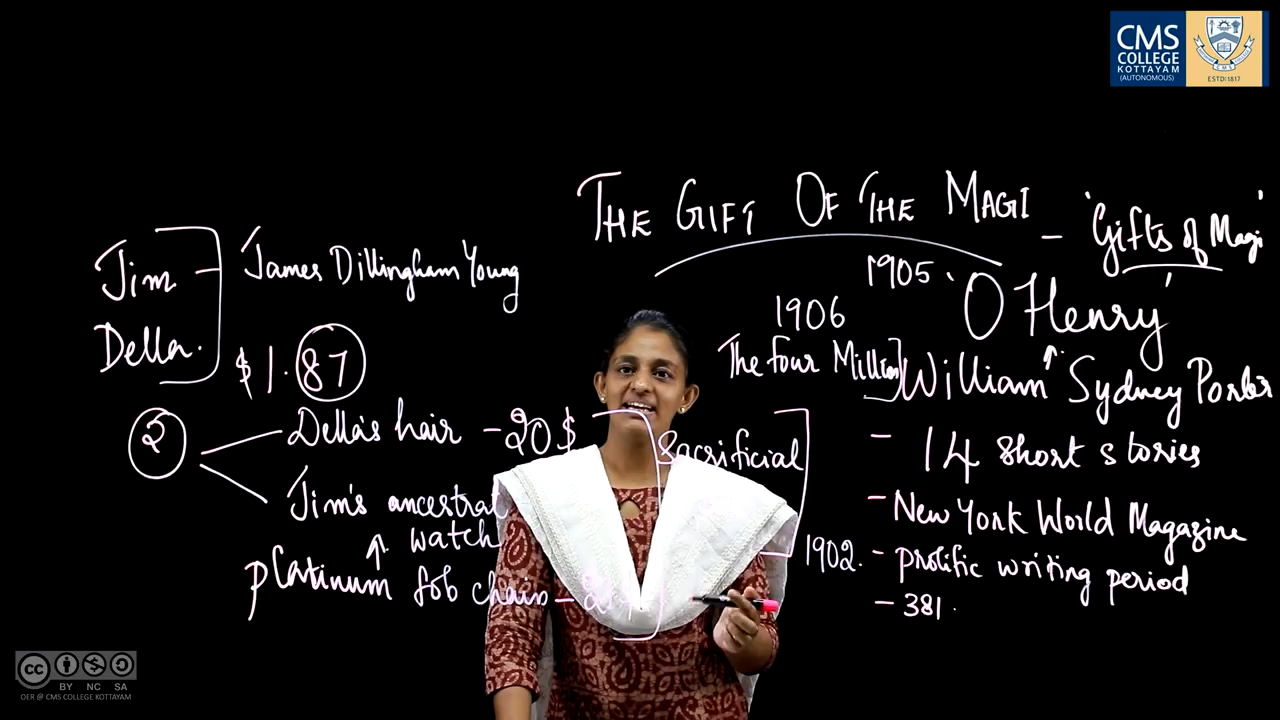 CMS
COLLEGE
KOTTAYAM
(AUTONOMOUS)
ESTD:1817
THE GIFT OF THE MAGI - 'Gifts of Magi'
1905
'O Henry'
1906
The four Million
William Sydney Porter
- 14 short stories
- New York World Magazine
1902. - prolific writing period
- 381.
Jim - James Dillingham Young
Della.
$1.87
2
Della's hair - 20$
Jim's ancestral
watch
platinum fob chain - 21$
Sacrificial
CC
BY NC SA
OER @ CMS COLLEGE KOTTAYAM